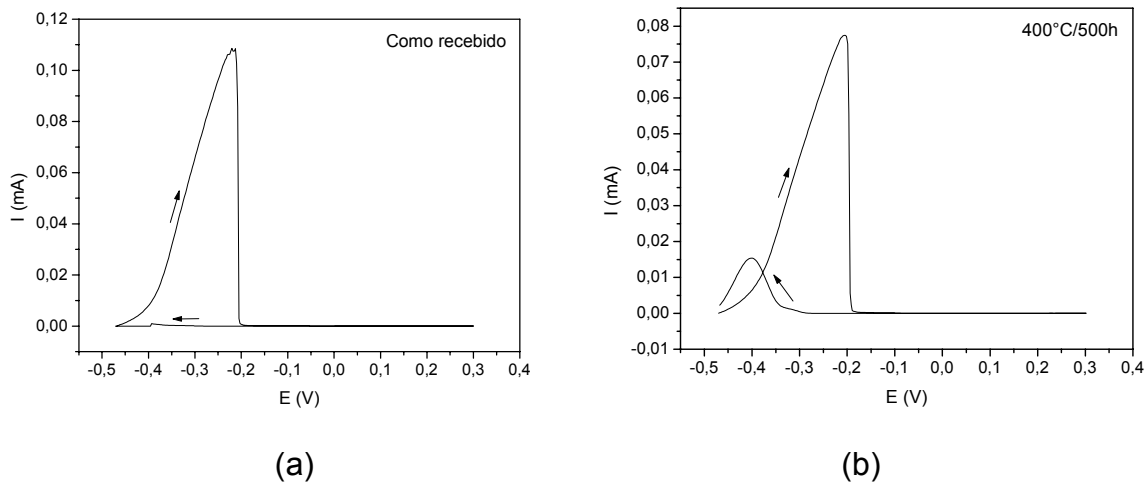 0,12
0,10
0,08
0,06
0,04
0,02
0,00
I (mA)
Como recebido
-0,5 -0,4 -0,3 -0,2 -0,1 0,0 0,1 0,2 0,3 0,4
E (V)
(a)
0,08
0,07
0,06
0,05
0,04
0,03
0,02
0,01
0,00
-0,01
I (mA)
400°C/500h
-0,5 -0,4 -0,3 -0,2 -0,1 0,0 0,1 0,2 0,3 0,4
E (V)
(b)